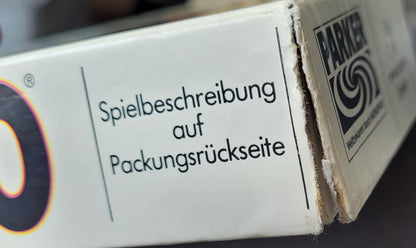 ®
Spielbeschreibung
auf
Packungsrückseite
PARKER